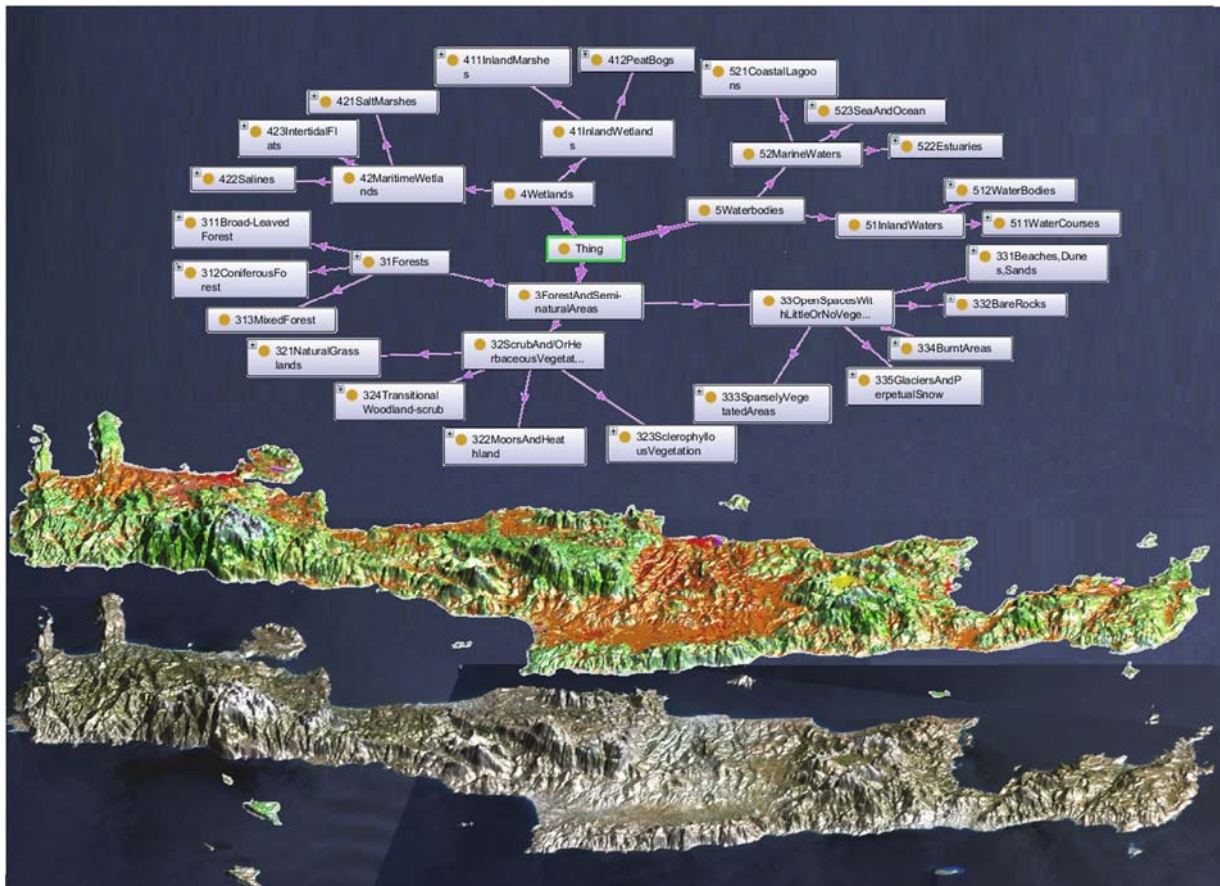 411InlandMarshe
s
412PeatBogs
521CoastalLagoo
ns
421SaltMarshes
523SeaAndOcean
423IntertidalFl
ats
41InlandWetland
s
52MarineWaters
522Estuaries
422Salines
42MaritimeWetla
nds
4Wetlands
512WaterBodies
5Waterbodies
51InlandWaters
511WaterCourses
311Broad-Leaved
Forest
Thing
31Forests
331Beaches,Dune
s,Sands
312ConiferousFo
rest
3ForestAndSemi-
naturalAreas
33OpenSpacesWit
hLittleOrNoVege...
332BareRocks
313MixedForest
32ScrubAnd/OrHe
rbaceousVegetat...
334BurntAreas
321NaturalGrass
lands
324Transitional
Woodland-scrub
333SparselyVege
tatedAreas
335GlaciersAndP
erpetualSnow
322MoorsAndHeat
hland
323Sclerophyllo
usVegetation